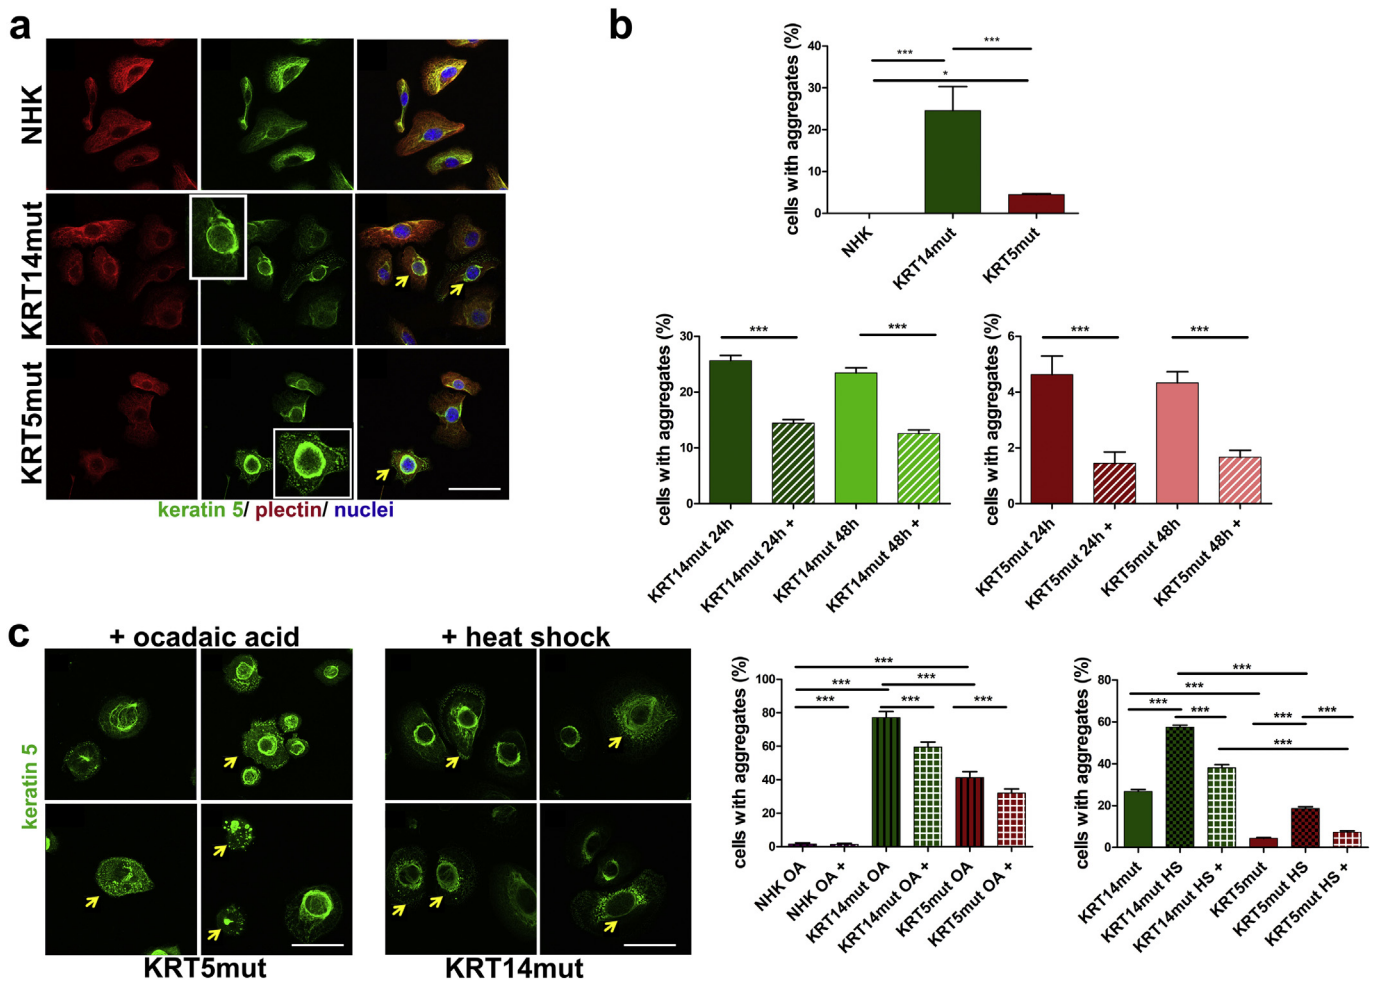 a
NHK
KRT14mut
KRT5mut
keratin 5/ plectin/ nuclei
b
cells with aggregates (%)
40
30
20
10
0
***
***
*
NHK
KRT14mut
KRT5mut
cells with aggregates (%)
30
20
10
0
***
***
KRT14mut 24h
KRT14mut 24h +
KRT14mut 48h
KRT14mut 48h +
cells with aggregates (%)
6
4
2
0
***
***
KRT5mut 24h
KRT5mut 24h +
KRT5mut 48h
KRT5mut 48h +
c
+ ocadaic acid
+ heat shock
keratin 5
KRT5mut
KRT14mut
cells with aggregates (%)
100
80
60
40
20
0
***
***
***
***
***
***
NHK OA
NHK OA +
KRT14mut OA
KRT14mut OA +
KRT5mut OA
KRT5mut OA +
cells with aggregates (%)
80
60
40
20
0
***
***
***
***
***
***
***
KRT14mut
KRT14mut HS
KRT14mut HS +
KRT5mut
KRT5mut HS
KRT5mut HS +